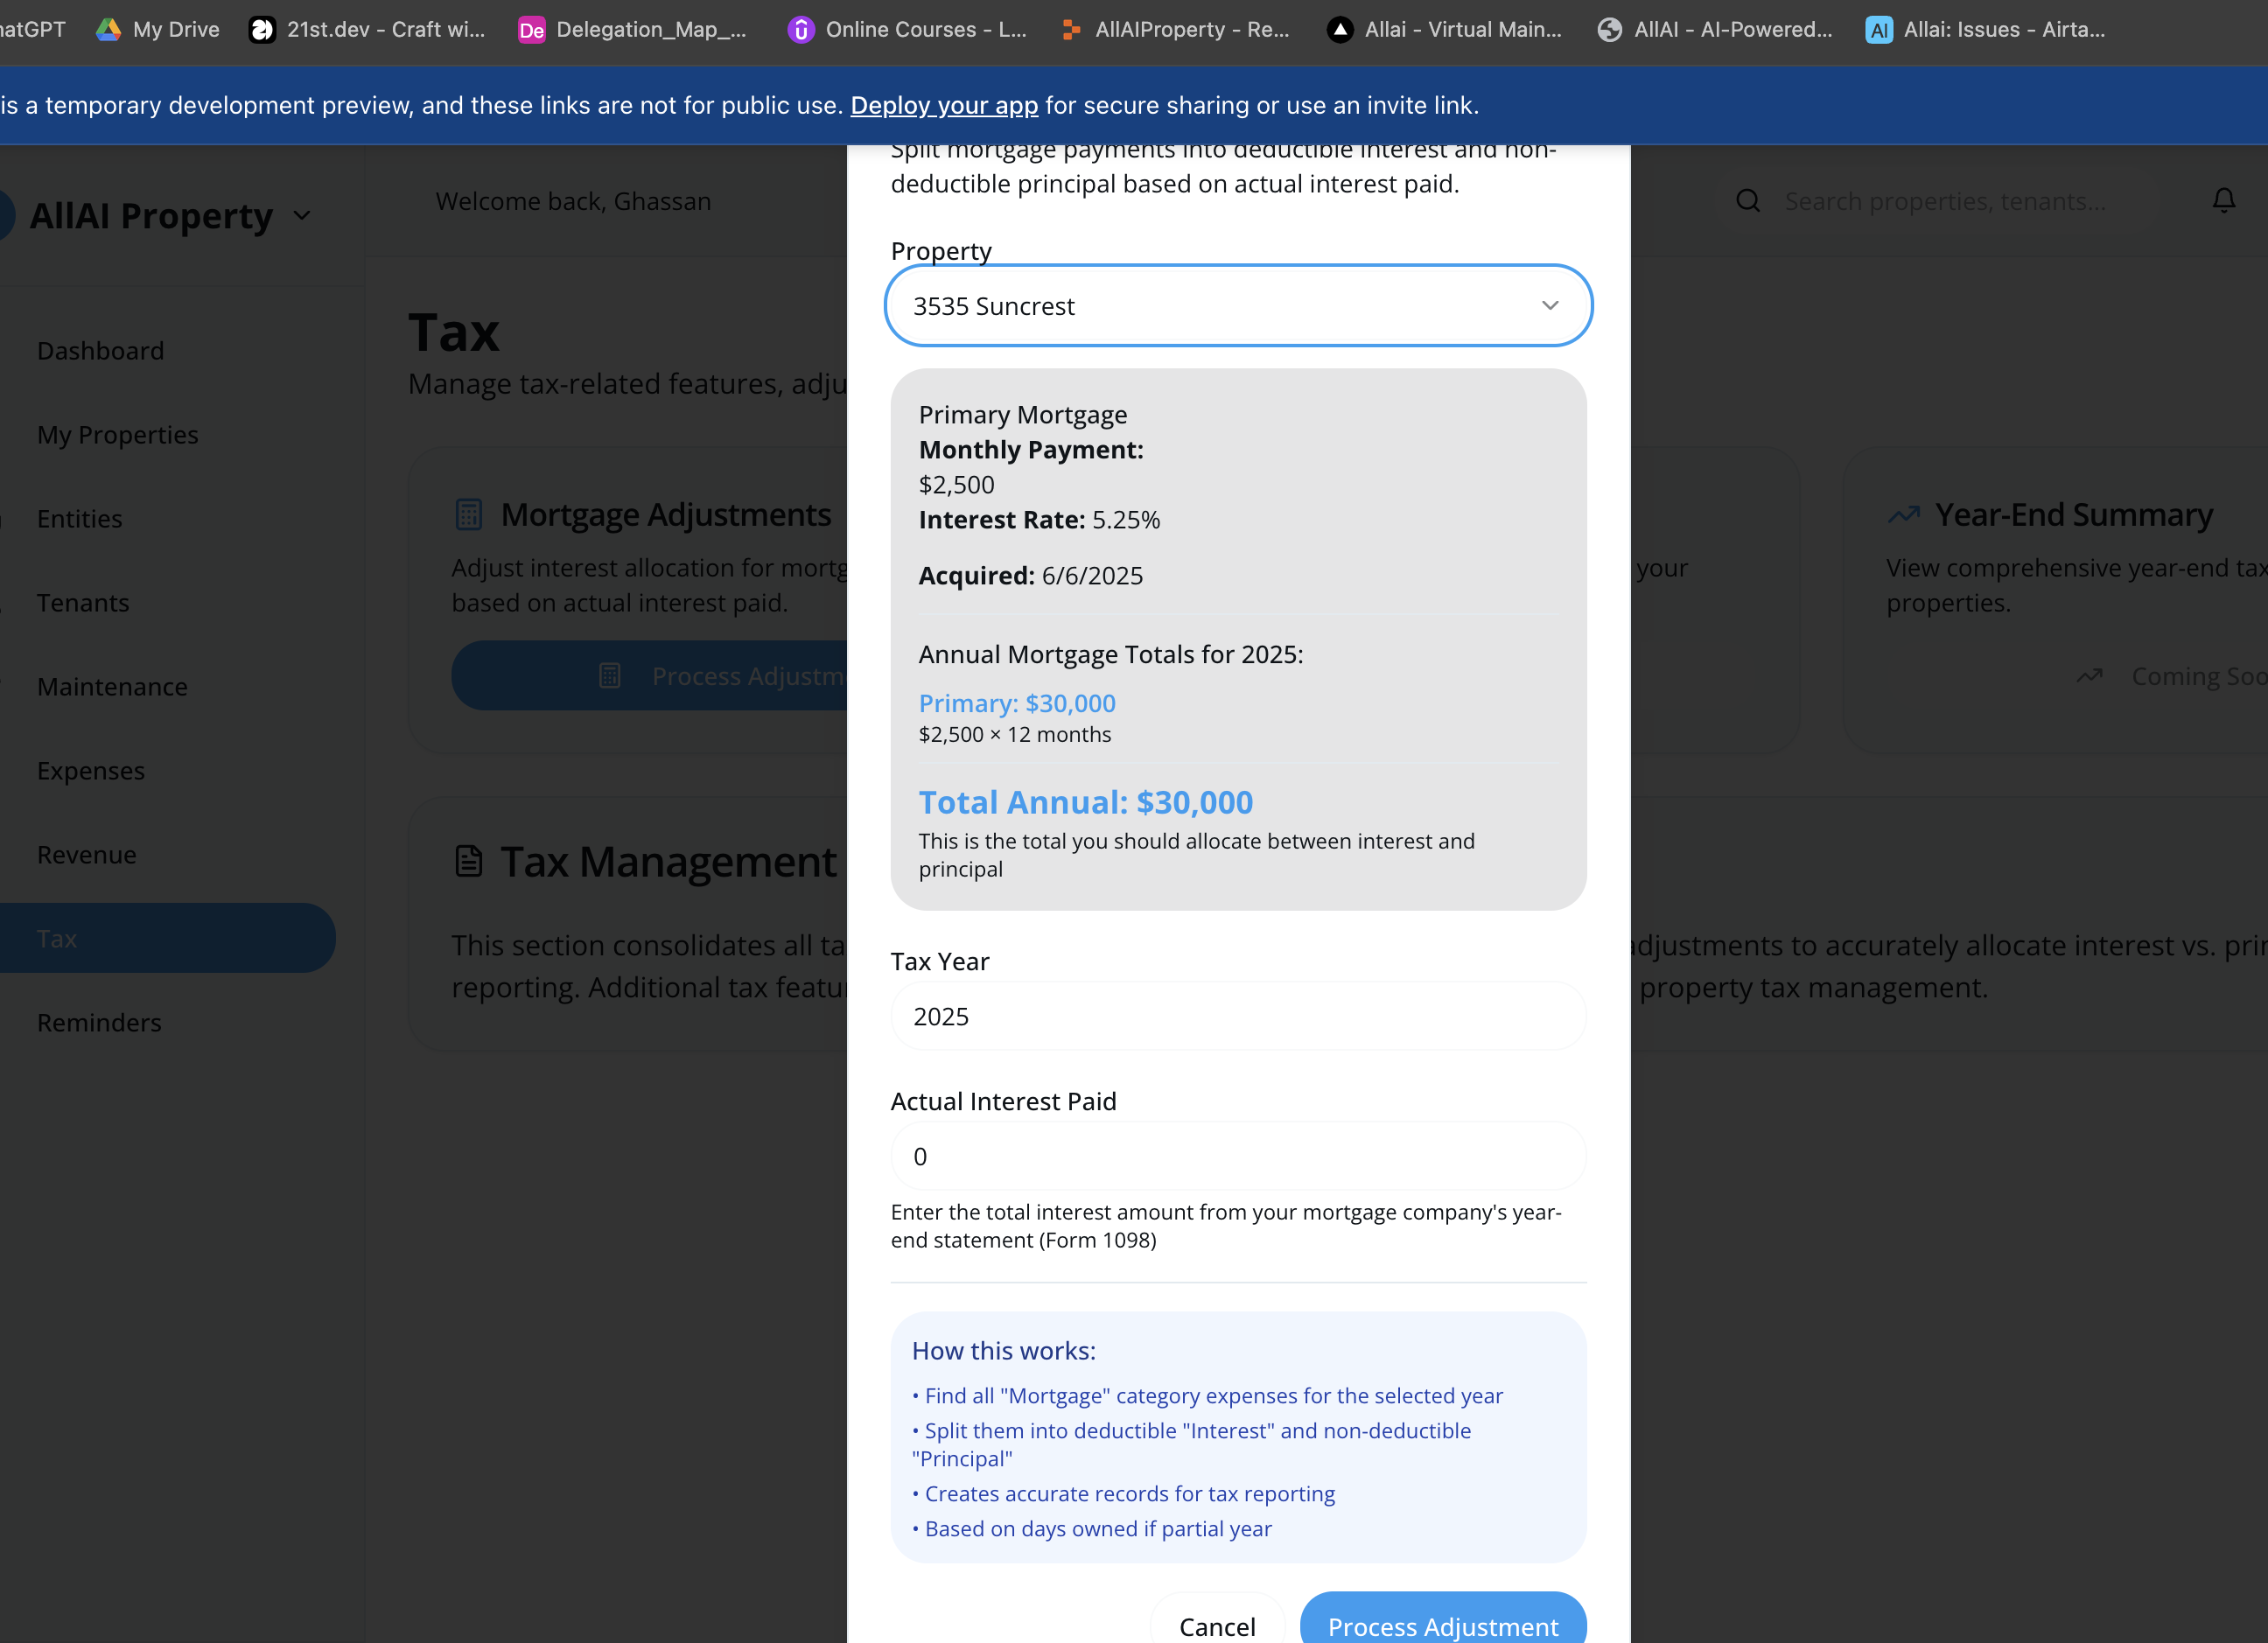 hatGPT
My Drive
21st.dev - Craft wi...
De
Delegation_Map_...
Online Courses - L...
AllAIProperty - Re...
Allai - Virtual Main...
AllAI - AI-Powered...
AI
Allai: Issues - Airta...
is a temporary development preview, and these links are not for public use. Deploy your app for secure sharing or use an invite link.
AllAI Property
Dashboard
My Properties
Entities
Tenants
Maintenance
Expenses
Revenue
Tax
Reminders
Welcome back, Ghassan
Search properties, tenants...
Tax
Manage tax-related features, adju
Mortgage Adjustments
Adjust interest allocation for mortg
based on actual interest paid.
Process Adjustm
your
Year-End Summary
View comprehensive year-end tax
properties.
Coming Soo
Tax Management
This section consolidates all ta
reporting. Additional tax featur
adjustments to accurately allocate interest vs. prin
property tax management.
Split mortgage payments into deductible interest and non-
deductible principal based on actual interest paid.
Property
3535 Suncrest
Primary Mortgage
Monthly Payment:
$2,500
Interest Rate: 5.25%
Acquired: 6/6/2025
Annual Mortgage Totals for 2025:
Primary: $30,000
$2,500 × 12 months
Total Annual: $30,000
This is the total you should allocate between interest and
principal
Tax Year
2025
Actual Interest Paid
0
Enter the total interest amount from your mortgage company's year-
end statement (Form 1098)
How this works:
• Find all "Mortgage" category expenses for the selected year
• Split them into deductible "Interest" and non-deductible
"Principal"
• Creates accurate records for tax reporting
• Based on days owned if partial year
Cancel
Process Adjustment